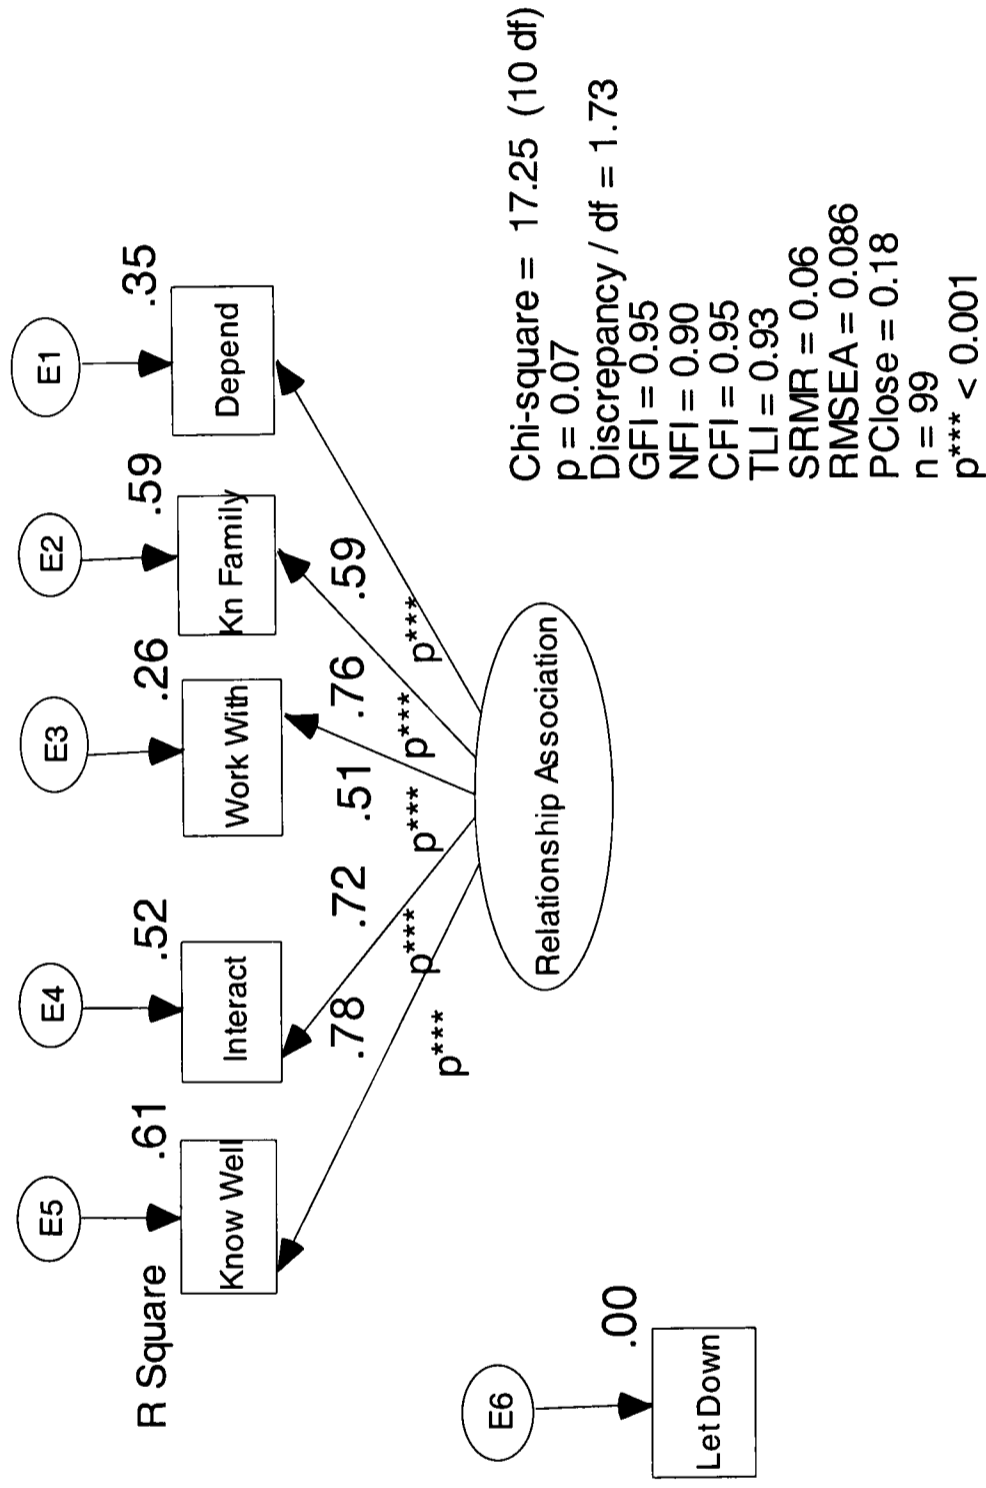 E5
E4
E3
E2
E1
R Square
.61
.52
.26
.59
.35
Know Well
Interact
Work With
Kn Family
Depend
.78
.72
.51
.76
.59
p***
p***
p***
p***
p***
E6
.00
Let Down
Relationship Association
Chi-square = 17.25 (10 df)
p = 0.07
Discrepancy / df = 1.73
GFI = 0.95
NFI = 0.90
CFI = 0.95
TLI = 0.93
SRMR = 0.06
RMSEA = 0.086
PClose = 0.18
n = 99
p*** < 0.001